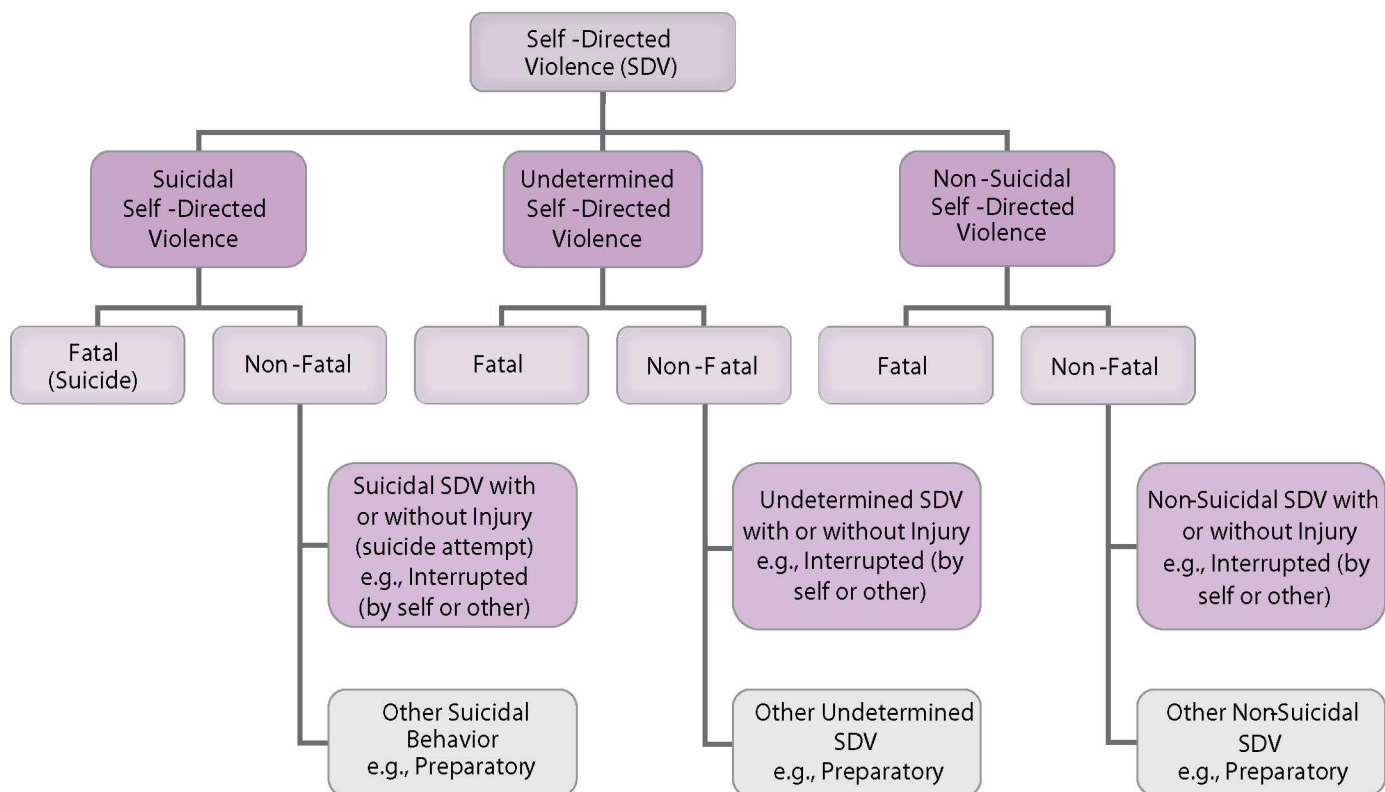 Self -Directed
Violence (SDV)
Suicidal
Self -Directed
Violence
Undetermined
Self -Directed
Violence
Non -Suicidal
Self -Directed
Violence
Fatal
(Suicide)
Non -Fatal
Fatal
Non -Fatal
Fatal
Non -Fatal
Suicidal SDV with
or without Injury
(suicide attempt)
e.g., Interrupted
(by self or other)
Undetermined SDV
with or without Injury
e.g., Interrupted (by
self or other)
Non-Suicidal SDV with
or without Injury
e.g., Interrupted (by
self or other)
Other Suicidal
Behavior
e.g., Preparatory
Other Undetermined
SDV
e.g., Preparatory
Other Non-Suicidal
SDV
e.g., Preparatory